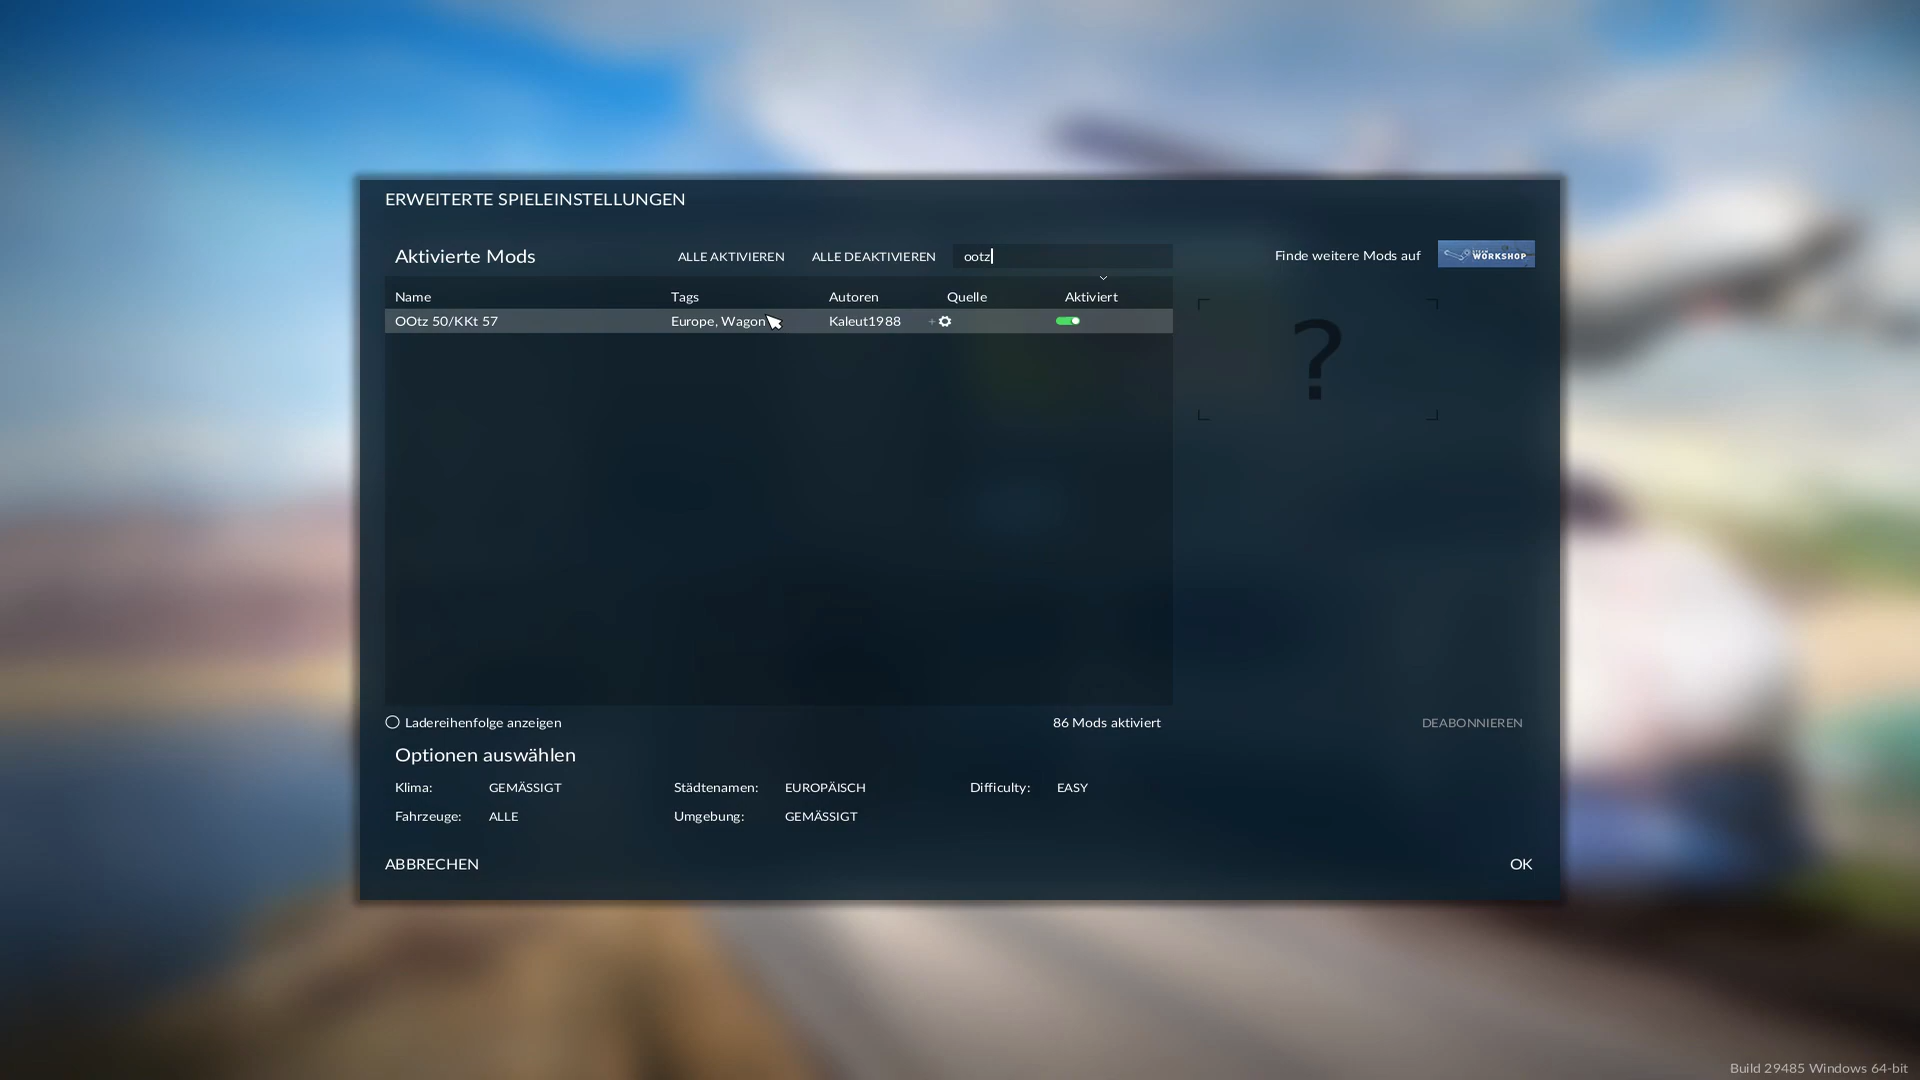 ERWEITERTE SPIELEINSTELLUNGEN
Aktivierte Mods ALLE AKTIVIEREN ALLE DEAKTIVIEREN ootz Finde weitere Mods auf WORKSHOP
Name Tags Autoren Quelle Aktiviert
OOtz 50/KKt 57 Europe, Wagon Kaleut1988
?
Ladereihenfolge anzeigen 86 Mods aktiviert DEABONNIEREN
Optionen auswählen
Klima: GEMÄSSIGT Städtenamen: EUROPÄISCH Difficulty: EASY
Fahrzeuge: ALLE Umgebung: GEMÄSSIGT
ABBRECHEN OK
Build 29485 Windows 64-bit